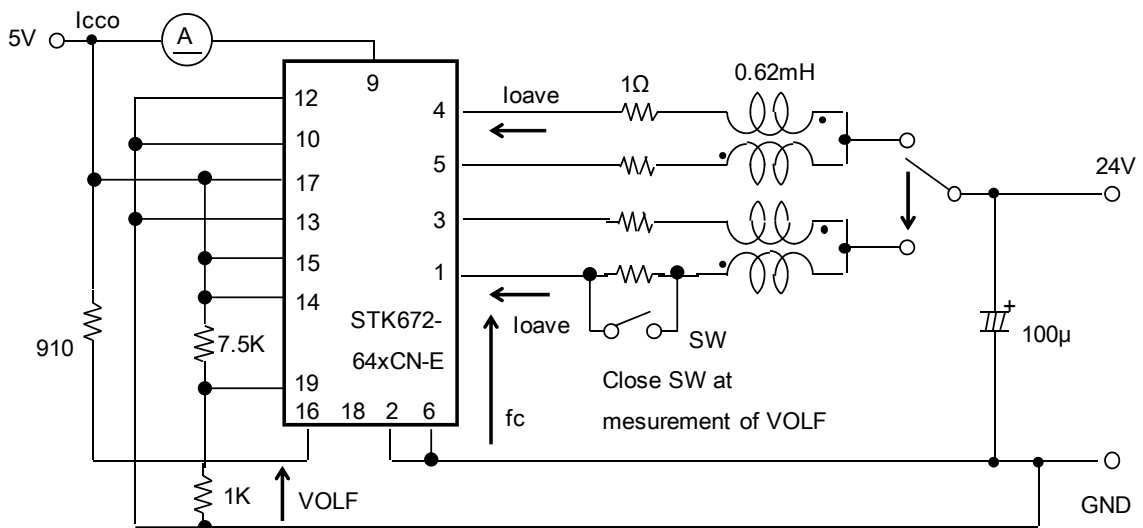 5V
Icco
A
12
10
17
13
15
14
19
16
18
2
6
9
4
5
3
1
STK672-
64xCN-E
910
7.5K
1K
VOLF
Ioave
1Ω
0.62mH
Ioave
fc
SW
Close SW at
mesurement of VOLF
24V
+
100µ
GND